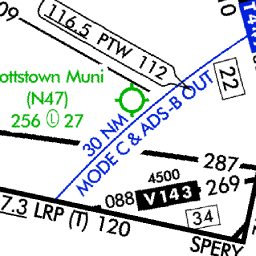 09
116.5 PTW 112
ottstown Muni
(N47)
256 Ⓛ 27
22
30 NM
MODE C & ADS-B OUT
287
4500
088 V143 269
34
7.3 LRP (T) 120
SPERY